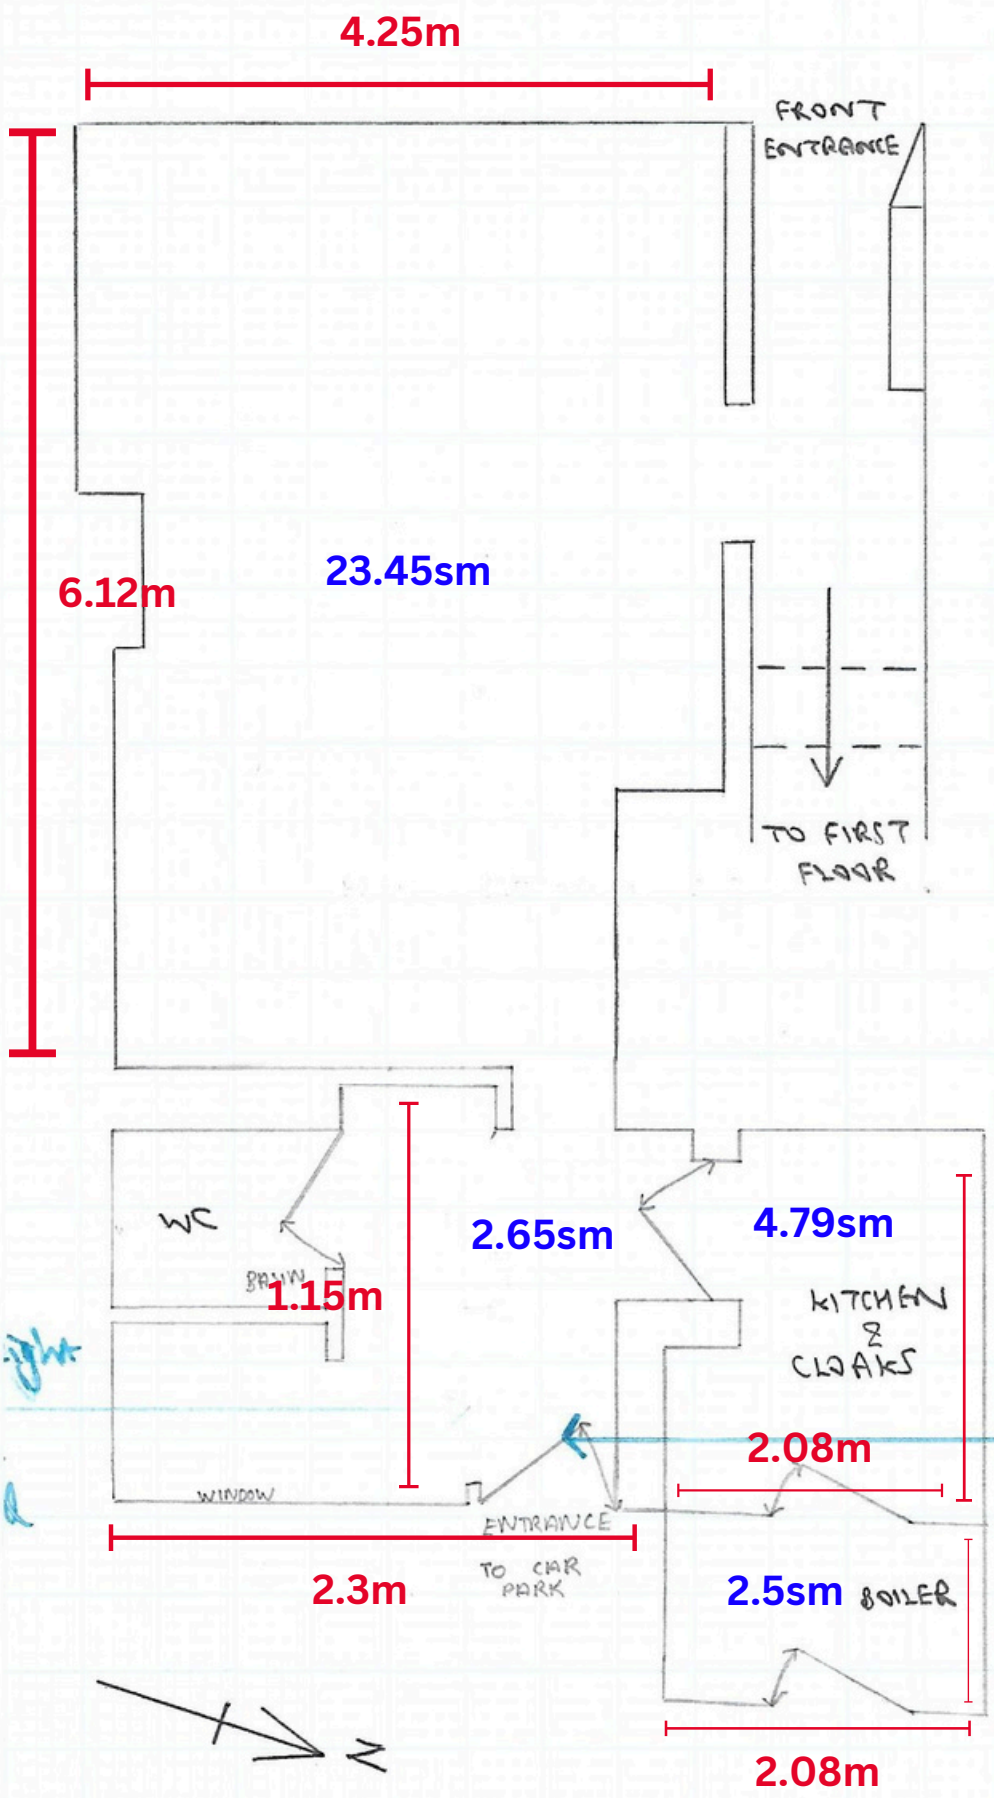 4.25m
FRONT
ENTRANCE
23.45sm
6.12m
TO FIRST
FLOOR
WC
2.65sm
4.79sm
BASIN
1.15m
KITCHEN
&
CLOAKS
2.08m
WINDOW
ENTRANCE
TO CAR
PARK
2.3m
2.5sm BOILER
N
2.08m